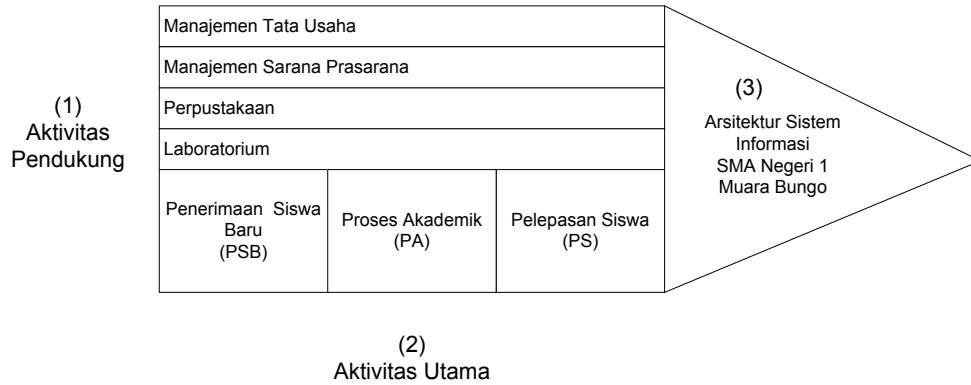 Manajemen Tata Usaha
Manajemen Sarana Prasarana
Perpustakaan
Laboratorium
(1)
Aktivitas
Pendukung
Penerimaan Siswa
Baru
(PSB)
Proses Akademik
(PA)
Pelepasan Siswa
(PS)
(3)
Arsitektur Sistem
Informasi
SMA Negeri 1
Muara Bungo
(2)
Aktivitas Utama